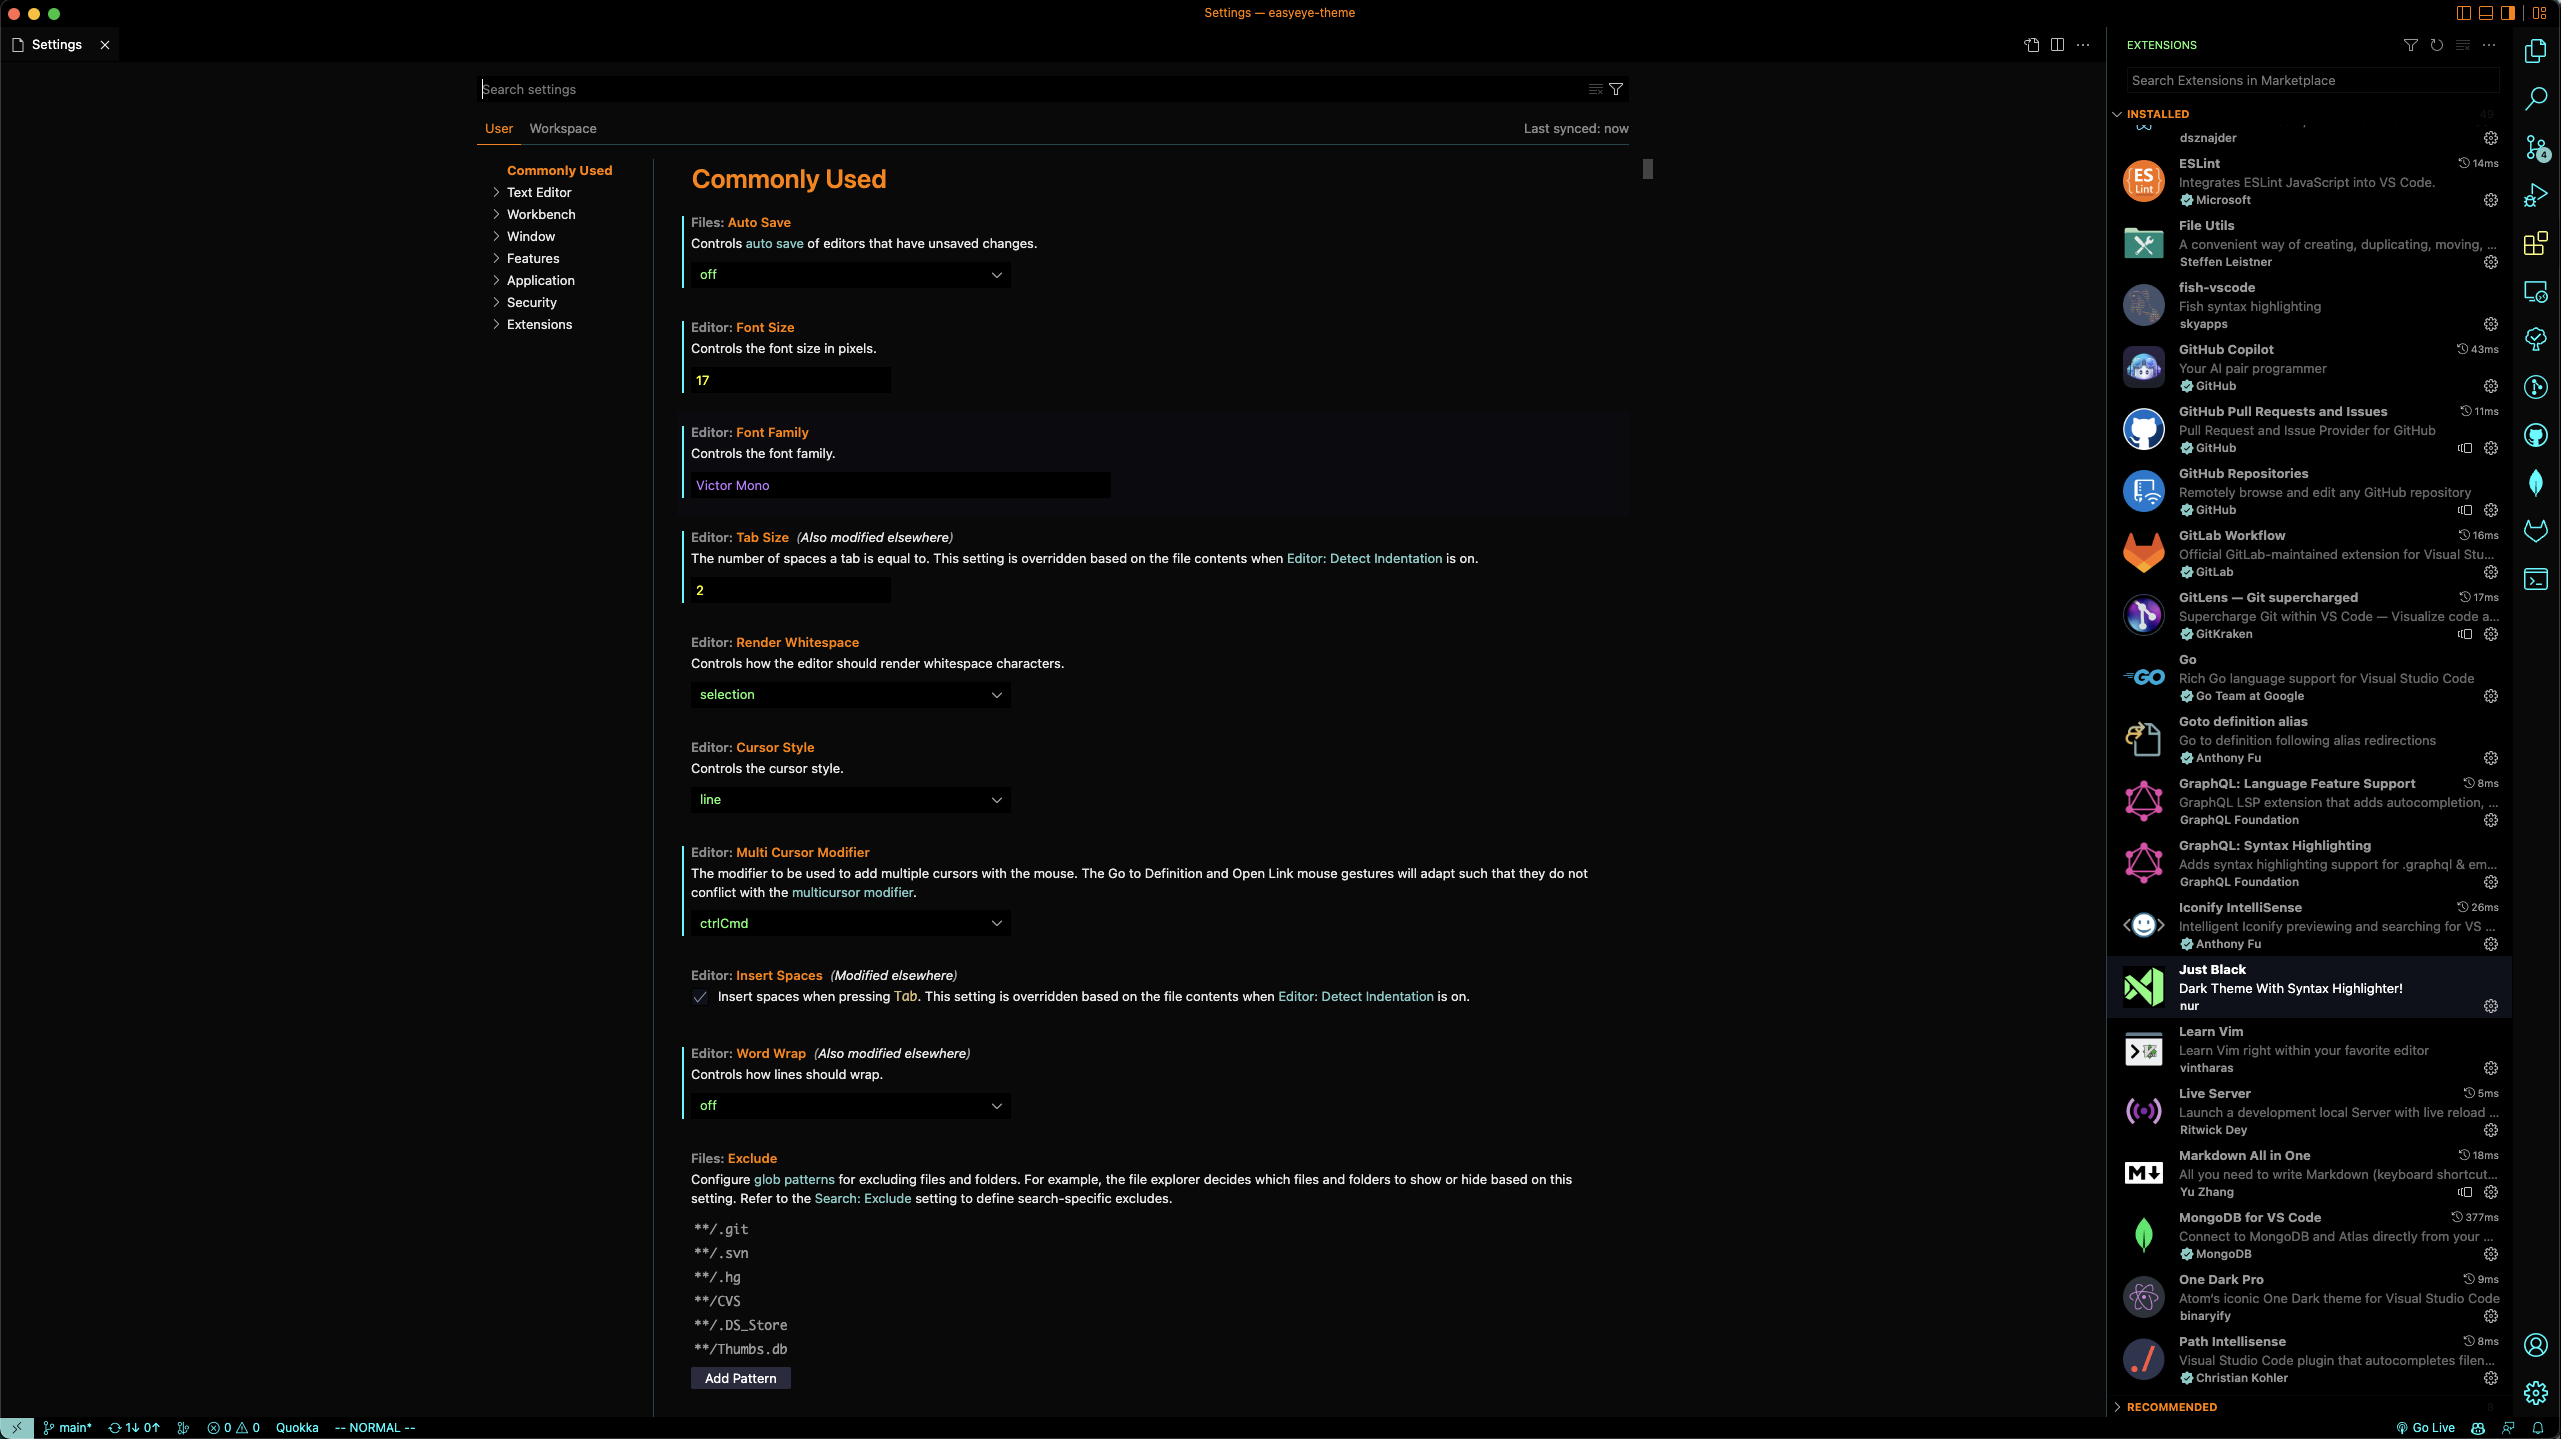 Settings — easyeye-theme
Settings
Search settings
User Workspace Last synced: now
Commonly Used
Text Editor
Workbench
Window
Features
Application
Security
Extensions
Commonly Used
Files: Auto Save
Controls auto save of editors that have unsaved changes.
off
Editor: Font Size
Controls the font size in pixels.
17
Editor: Font Family
Controls the font family.
Victor Mono
Editor: Tab Size (Also modified elsewhere)
The number of spaces a tab is equal to. This setting is overridden based on the file contents when Editor: Detect Indentation is on.
2
Editor: Render Whitespace
Controls how the editor should render whitespace characters.
selection
Editor: Cursor Style
Controls the cursor style.
line
Editor: Multi Cursor Modifier
The modifier to be used to add multiple cursors with the mouse. The Go to Definition and Open Link mouse gestures will adapt such that they do not
conflict with the multicursor modifier.
ctrlCmd
Editor: Insert Spaces (Modified elsewhere)
Insert spaces when pressing Tab. This setting is overridden based on the file contents when Editor: Detect Indentation is on.
Editor: Word Wrap (Also modified elsewhere)
Controls how lines should wrap.
off
Files: Exclude
Configure glob patterns for excluding files and folders. For example, the file explorer decides which files and folders to show or hide based on this
setting. Refer to the Search: Exclude setting to define search-specific excludes.
**/.git
**/.svn
**/.hg
**/CVS
**/.DS_Store
**/Thumbs.db
Add Pattern
EXTENSIONS
Search Extensions in Marketplace
INSTALLED 49
dsznajder
ESLint 14ms
Integrates ESLint JavaScript into VS Code.
Microsoft
File Utils
A convenient way of creating, duplicating, moving, ...
Steffen Leistner
fish-vscode
Fish syntax highlighting
skyapps
GitHub Copilot 43ms
Your AI pair programmer
GitHub
GitHub Pull Requests and Issues 11ms
Pull Request and Issue Provider for GitHub
GitHub
GitHub Repositories
Remotely browse and edit any GitHub repository
GitHub
GitLab Workflow 16ms
Official GitLab-maintained extension for Visual Stu...
GitLab
GitLens — Git supercharged 17ms
Supercharge Git within VS Code — Visualize code a...
GitKraken
Go
Rich Go language support for Visual Studio Code
Go Team at Google
Goto definition alias
Go to definition following alias redirections
Anthony Fu
GraphQL: Language Feature Support 8ms
GraphQL LSP extension that adds autocompletion, ...
GraphQL Foundation
GraphQL: Syntax Highlighting
Adds syntax highlighting support for .graphql & em...
GraphQL Foundation
Iconify IntelliSense 26ms
Intelligent Iconify previewing and searching for VS ...
Anthony Fu
Just Black
Dark Theme With Syntax Highlighter!
nur
Learn Vim
Learn Vim right within your favorite editor
vintharas
Live Server 5ms
Launch a development local Server with live reload ...
Ritwick Dey
Markdown All in One 18ms
All you need to write Markdown (keyboard shortcut...
Yu Zhang
MongoDB for VS Code 377ms
Connect to MongoDB and Atlas directly from your ...
MongoDB
One Dark Pro 9ms
Atom's iconic One Dark theme for Visual Studio Code
binaryify
Path Intellisense 8ms
Visual Studio Code plugin that autocompletes filen...
Christian Kohler
RECOMMENDED 8
ES
Lint
GO
M
4
main* 1↓ 0↑ 0 0 Quokka -- NORMAL -- Go Live